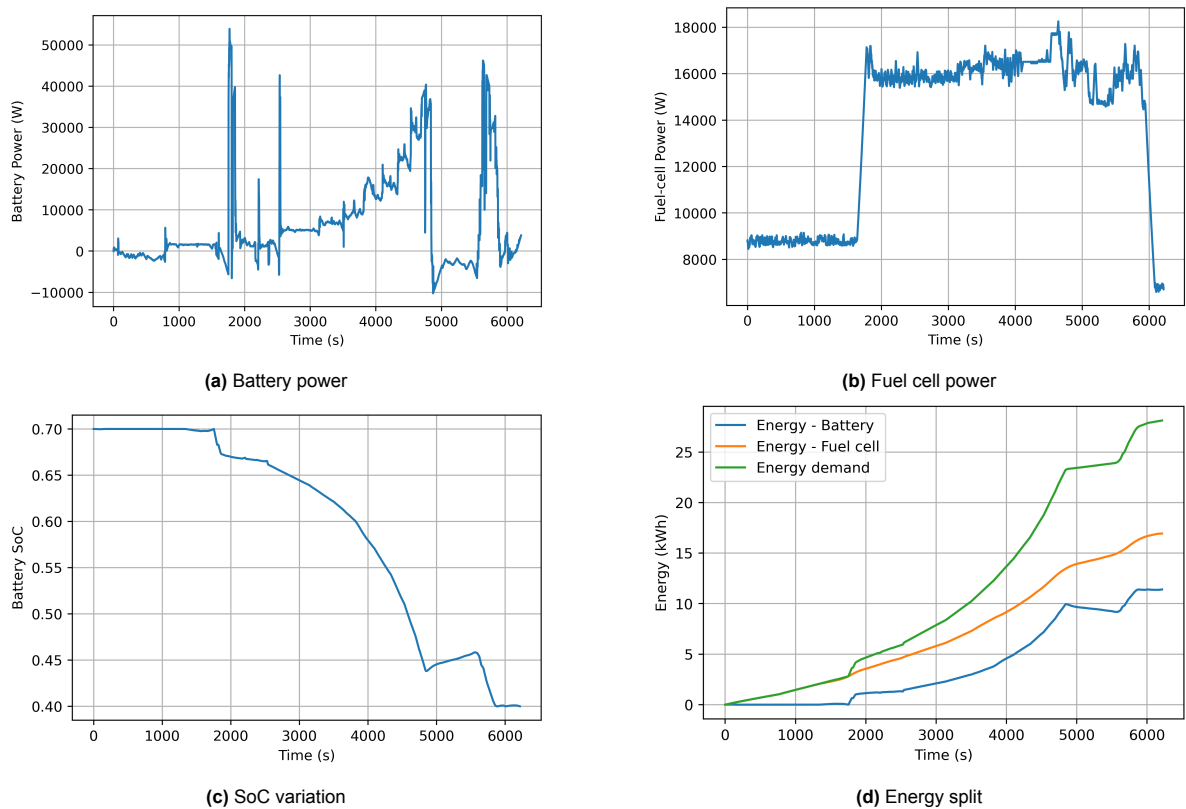 50000
40000
30000
20000
10000
0
−10000
Battery Power (W)
0 1000 2000 3000 4000 5000 6000
Time (s)
(a) Battery power
18000
16000
14000
12000
10000
8000
Fuel-cell Power (W)
0 1000 2000 3000 4000 5000 6000
Time (s)
(b) Fuel cell power
0.70
0.65
0.60
0.55
0.50
0.45
0.40
Battery SoC
0 1000 2000 3000 4000 5000 6000
Time (s)
(c) SoC variation
Energy - Battery
Energy - Fuel cell
Energy demand
25
20
15
10
5
0
Energy (kWh)
0 1000 2000 3000 4000 5000 6000
Time (s)
(d) Energy split